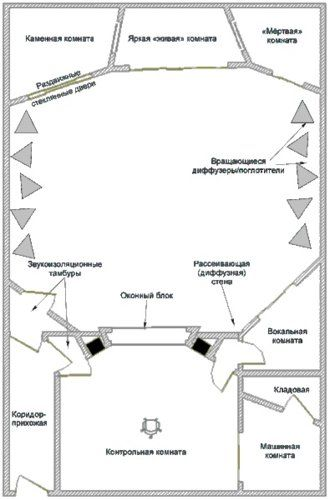 Каменная комната
Яркая «живая» комната
«Мёртвая»
комната
Раздвижные
стеклянные двери
Вращающиеся
диффузеры/поглотители
Звукоизоляционные
тамбуры
Рассеивающая
(диффузная)
стена
Оконный блок
Вокальная
комната
Кладовая
Коридор-
прихожая
Контрольная комната
Машинная
комната